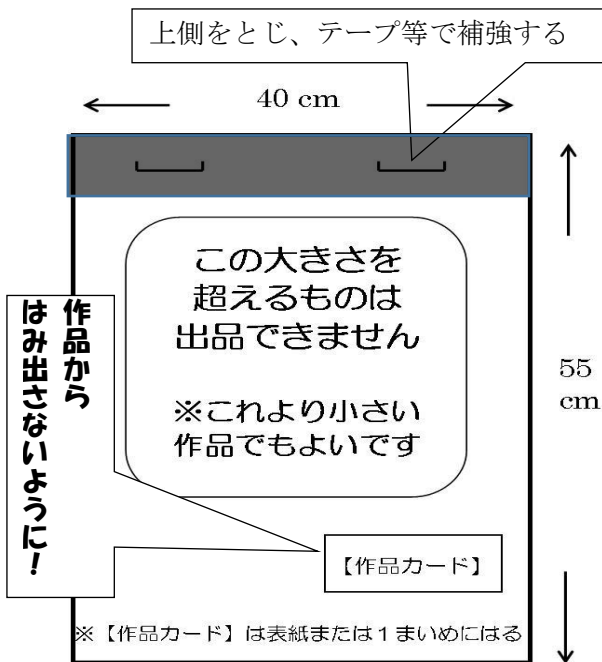 上側をとじ、テープ等で補強する
40 cm
この大きさを
超えるものは
出品できません
※これより小さい
作品でもよいです
55
cm
作品から
はみ出さないように！
【作品カード】
※【作品カード】は表紙または１まいめにはる